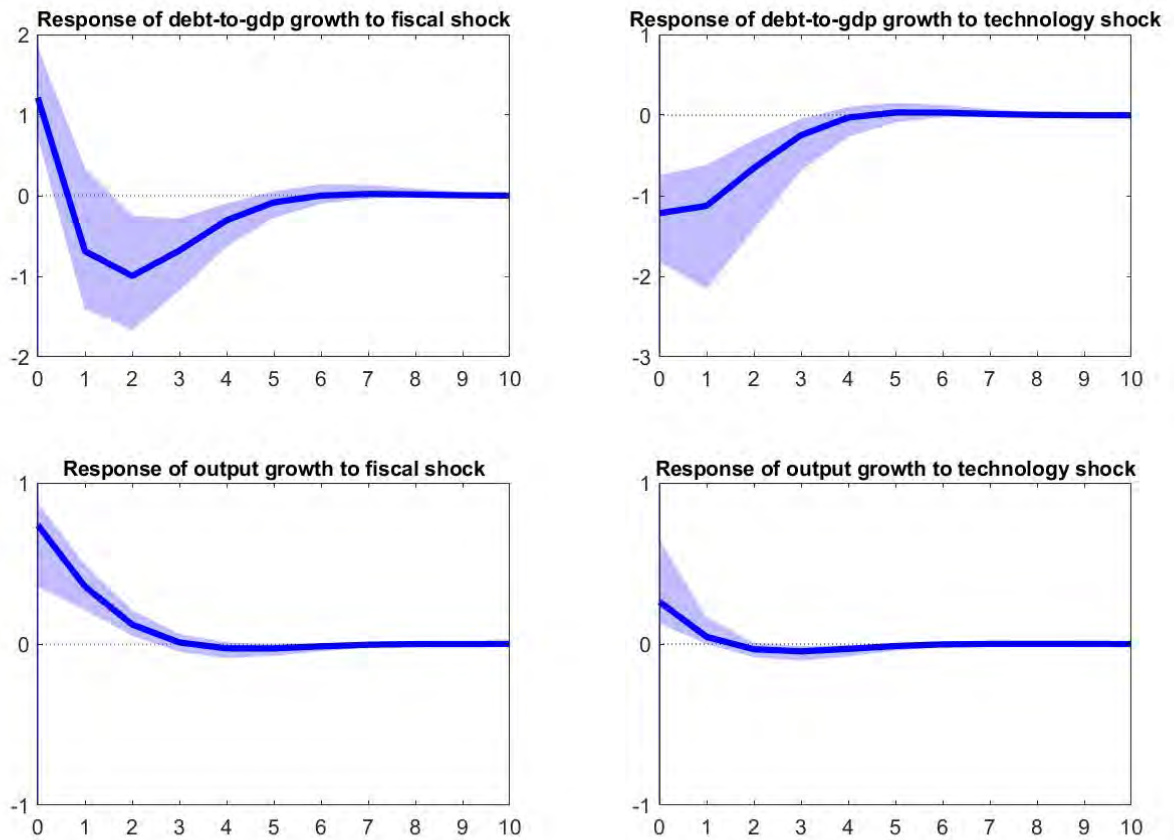 Response of debt-to-gdp growth to fiscal shock
2
1
0
-1
-2
0 1 2 3 4 5 6 7 8 9 10
Response of debt-to-gdp growth to technology shock
1
0
-1
-2
-3
0 1 2 3 4 5 6 7 8 9 10
Response of output growth to fiscal shock
1
0
-1
0 1 2 3 4 5 6 7 8 9 10
Response of output growth to technology shock
1
0
-1
0 1 2 3 4 5 6 7 8 9 10